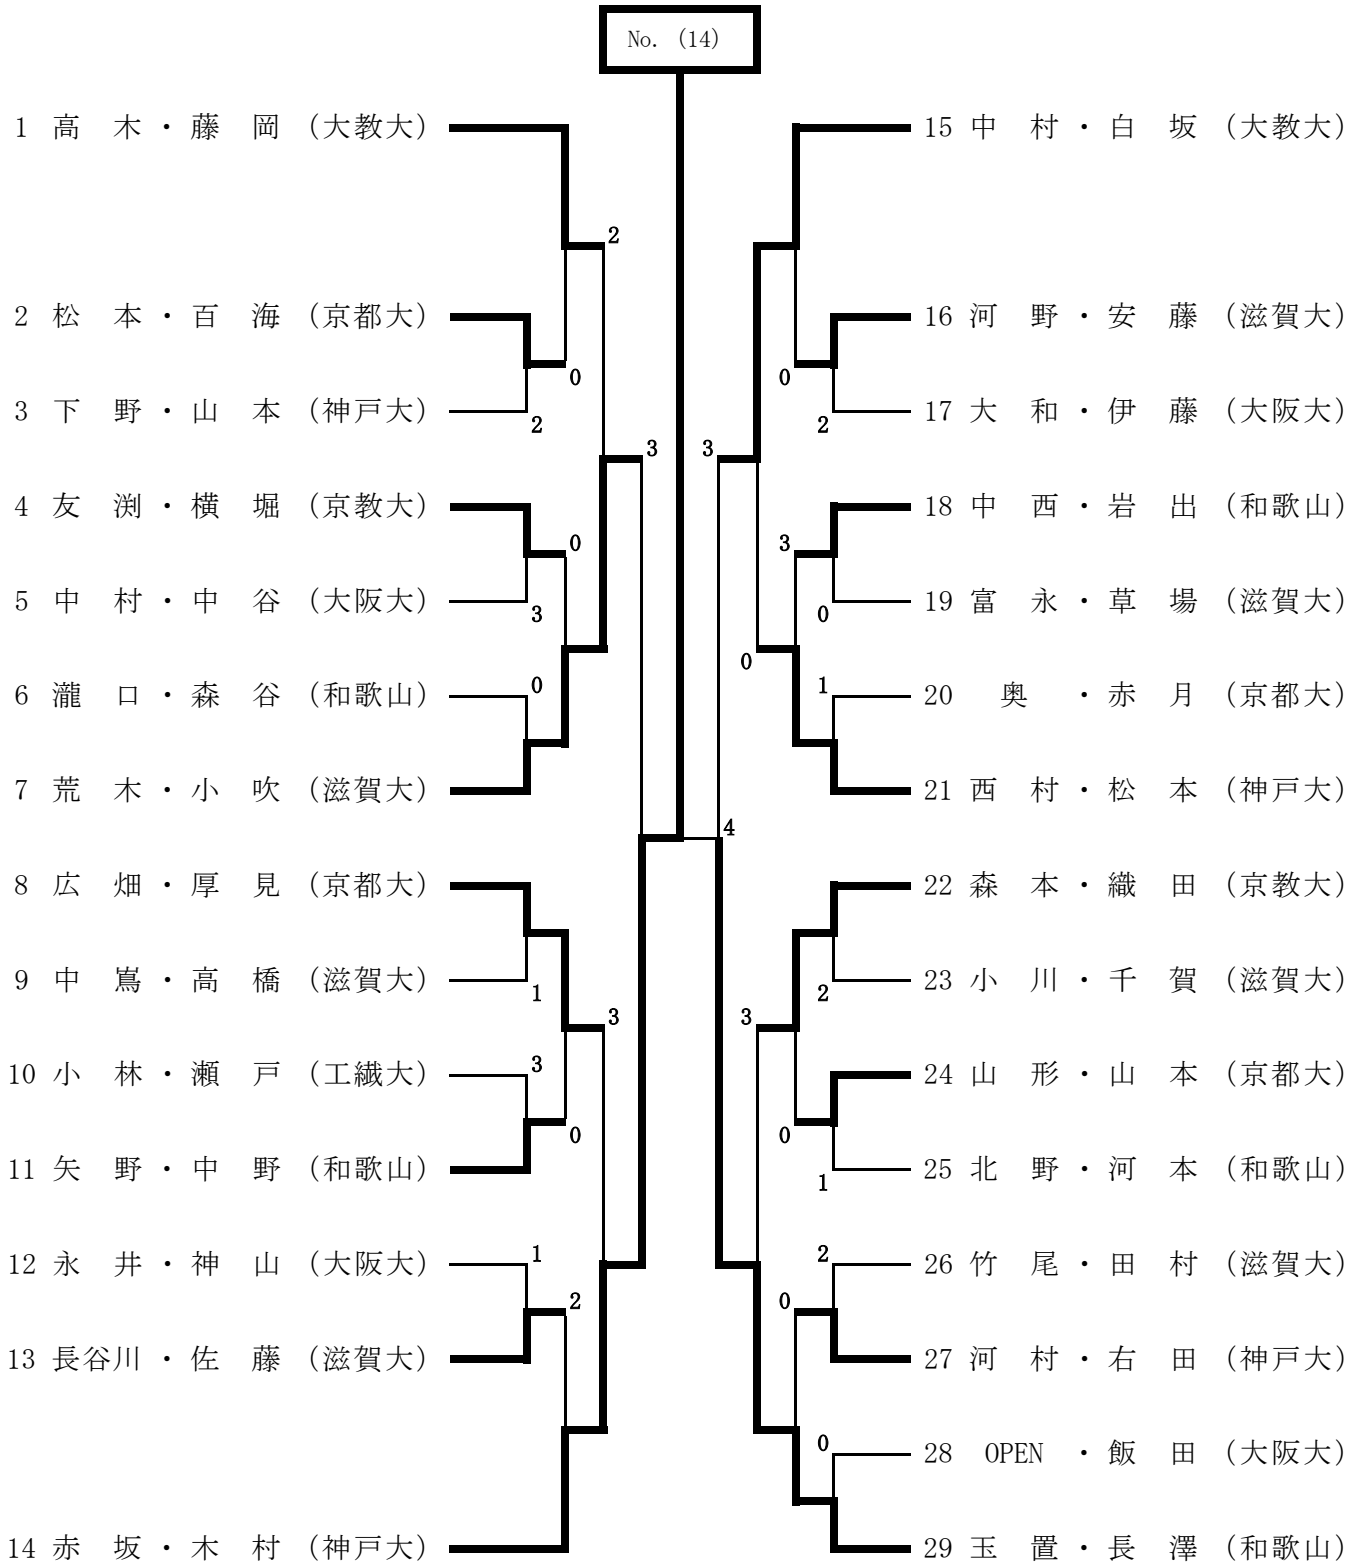 No. (14)
1 高 木 ・ 藤 岡 (大教大)
2
2 松 本 ・ 百 海 (京都大)
0
3 下 野 ・ 山 本 (神戸大)
2
3
4 友 渕 ・ 横 堀 (京教大)
0
5 中 村 ・ 中 谷 (大阪大)
3
6 瀧 口 ・ 森 谷 (和歌山)
0
7 荒 木 ・ 小 吹 (滋賀大)
8 広 畑 ・ 厚 見 (京都大)
9 中 嶌 ・ 高 橋 (滋賀大)
1
3
10 小 林 ・ 瀬 戸 (工繊大)
3
0
11 矢 野 ・ 中 野 (和歌山)
12 永 井 ・ 神 山 (大阪大)
1
2
13 長谷川 ・ 佐 藤 (滋賀大)
14 赤 坂 ・ 木 村 (神戸大)
15 中 村 ・ 白 坂 (大教大)
16 河 野 ・ 安 藤 (滋賀大)
0
17 大 和 ・ 伊 藤 (大阪大)
2
3
18 中 西 ・ 岩 出 (和歌山)
3
19 富 永 ・ 草 場 (滋賀大)
0
0
20 奥 ・ 赤 月 (京都大)
1
21 西 村 ・ 松 本 (神戸大)
4
22 森 本 ・ 織 田 (京教大)
23 小 川 ・ 千 賀 (滋賀大)
2
3
24 山 形 ・ 山 本 (京都大)
0
25 北 野 ・ 河 本 (和歌山)
1
26 竹 尾 ・ 田 村 (滋賀大)
2
0
27 河 村 ・ 右 田 (神戸大)
28 OPEN ・ 飯 田 (大阪大)
0
29 玉 置 ・ 長 澤 (和歌山)